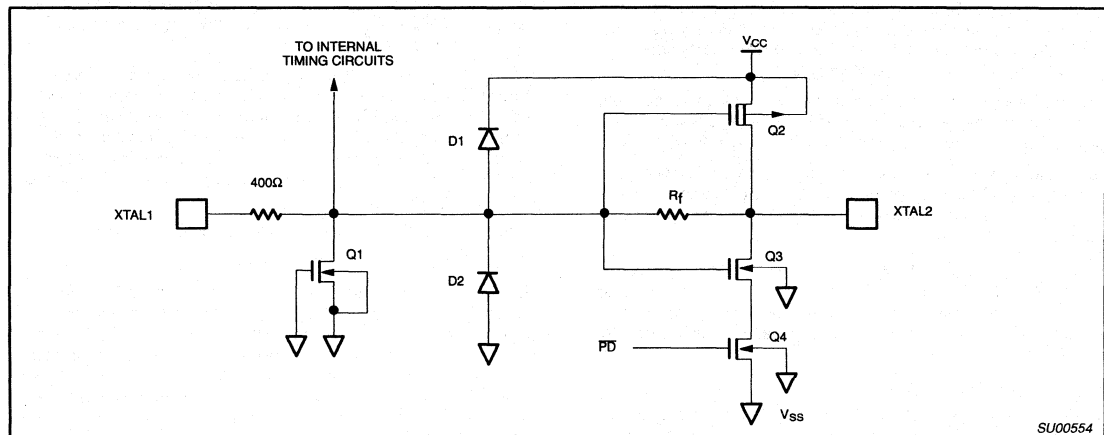 TO INTERNAL
TIMING CIRCUITS
VCC
Q2
D1
400Ω
Rf
XTAL1
XTAL2
Q1
Q3
D2
Q4
PD
VSS
SU00554